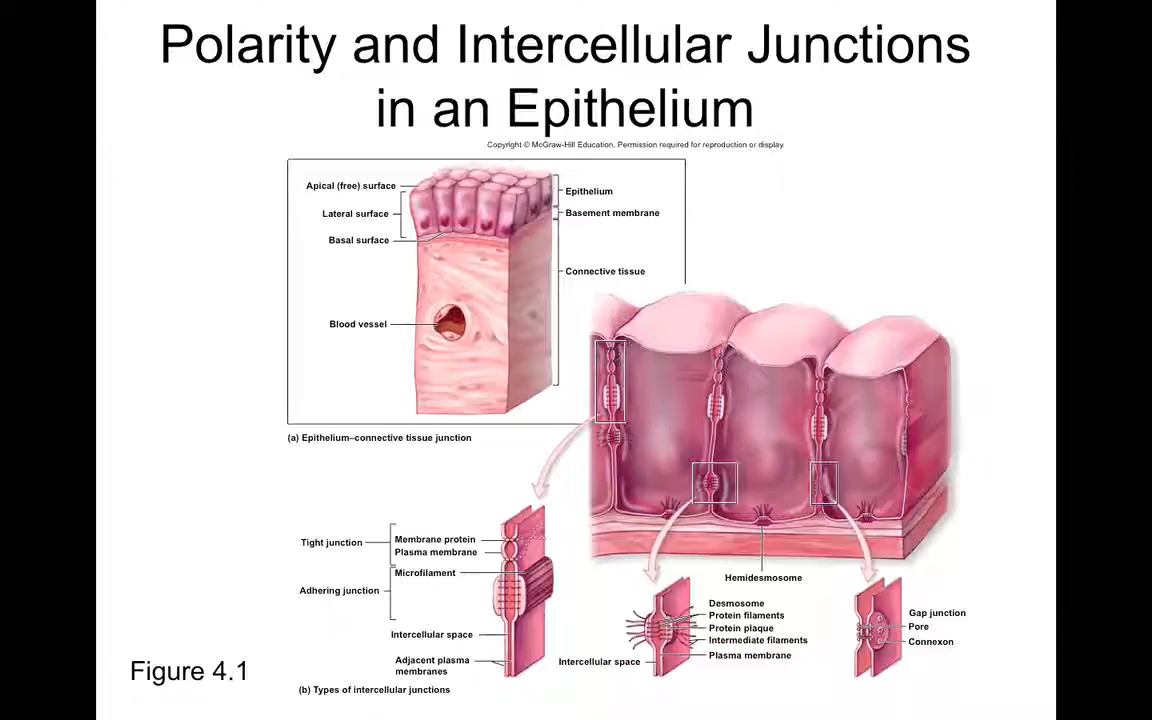 Polarity and Intercellular Junctions
in an Epithelium
Copyright © McGraw-Hill Education. Permission required for reproduction or display.
Apical (free) surface
Lateral surface
Basal surface
Blood vessel
Epithelium
Basement membrane
Connective tissue
(a) Epithelium–connective tissue junction
Tight junction
Membrane protein
Plasma membrane
Microfilament
Adhering junction
Intercellular space
Adjacent plasma
membranes
Hemidesmosome
Desmosome
Protein filaments
Protein plaque
Intermediate filaments
Plasma membrane
Intercellular space
Gap junction
Pore
Connexon
(b) Types of intercellular junctions
Figure 4.1